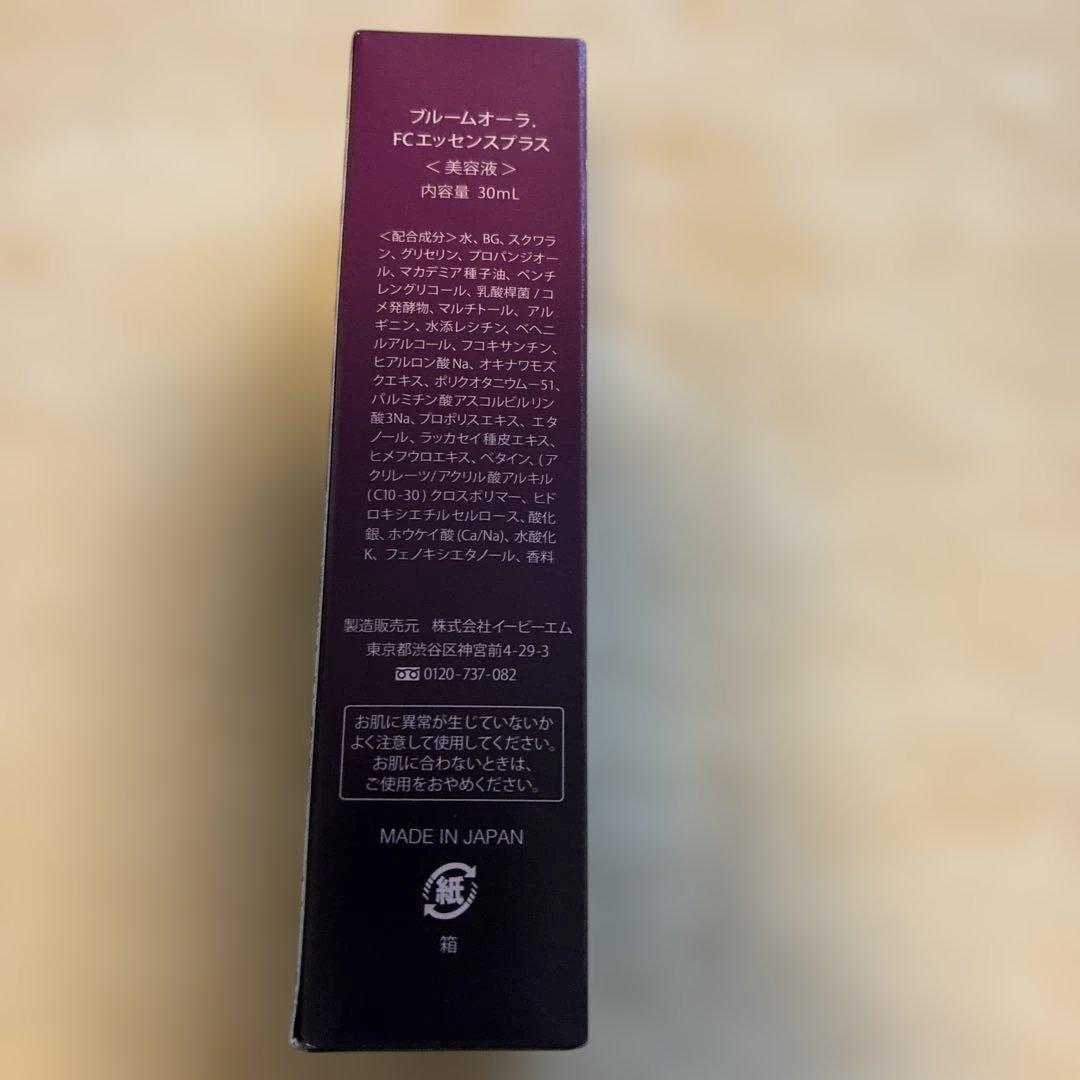 ブルームオーラ.
FCエッセンスプラス
＜美容液＞
内容量 30mL
＜配合成分＞水、BG、スクワラ
ン、グリセリン、プロパンジオー
ル、マカデミア種子油、ペンチ
レングリコール、乳酸桿菌/コ
メ発酵物、マルチトール、アル
ギニン、水添レシチン、ベヘニ
ルアルコール、フコキサンチン、
ヒアルロン酸Na、オキナワモズ
クエキス、ポリクオタニウムー51、
パルミチン酸アスコルビルリン
酸3Na、プロポリスエキス、エタ
ノール、ラッカセイ種皮エキス、
ヒメフウロエキス、ベタイン、(ア
クリレーツ/アクリル酸アルキル
(C10-30)クロスポリマー、ヒド
ロキシエチルセルロース、酸化
銀、ホウケイ酸(Ca/Na)、水酸化
K、フェノキシエタノール、香料
製造販売元 株式会社イービーエム
東京都渋谷区神宮前4-29-3
0120-737-082
お肌に異常が生じていないか
よく注意して使用してください。
お肌に合わないときは、
ご使用をおやめください。
MADE IN JAPAN
紙
箱